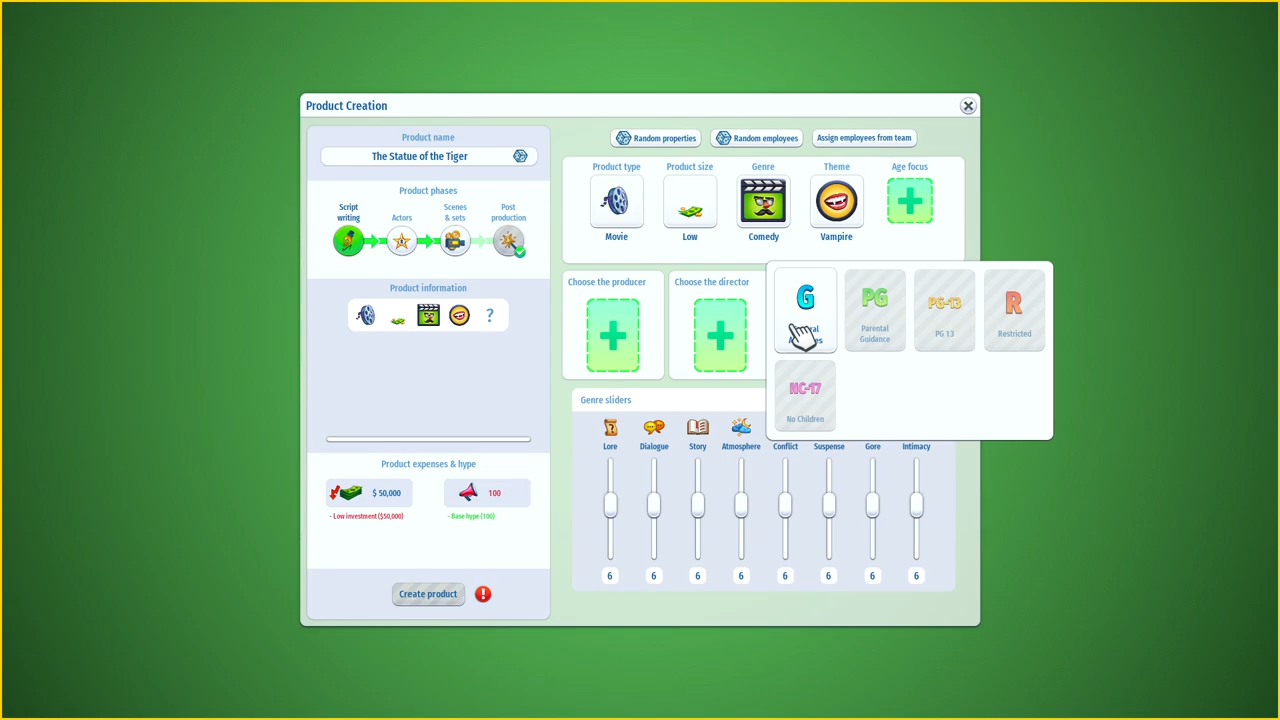 Product Creation
Product name
The Statue of the Tiger
Product phases
Script writing
Actors
Scenes & sets
Post production
Product information
?
Product expenses & hype
$ 50,000
100
- Low investment ($50,000)
- Base hype (100)
Create product
!
Random properties
Random employees
Assign employees from team
Product type
Product size
Genre
Theme
Age focus
Movie
Low
Comedy
Vampire
Choose the producer
Choose the director
G
PG
Parental Guidance
PG-13
PG 13
R
Restricted
NC-17
No Children
Genre sliders
Lore
Dialogue
Story
Atmosphere
Conflict
Suspense
Gore
Intimacy
6
6
6
6
6
6
6
6